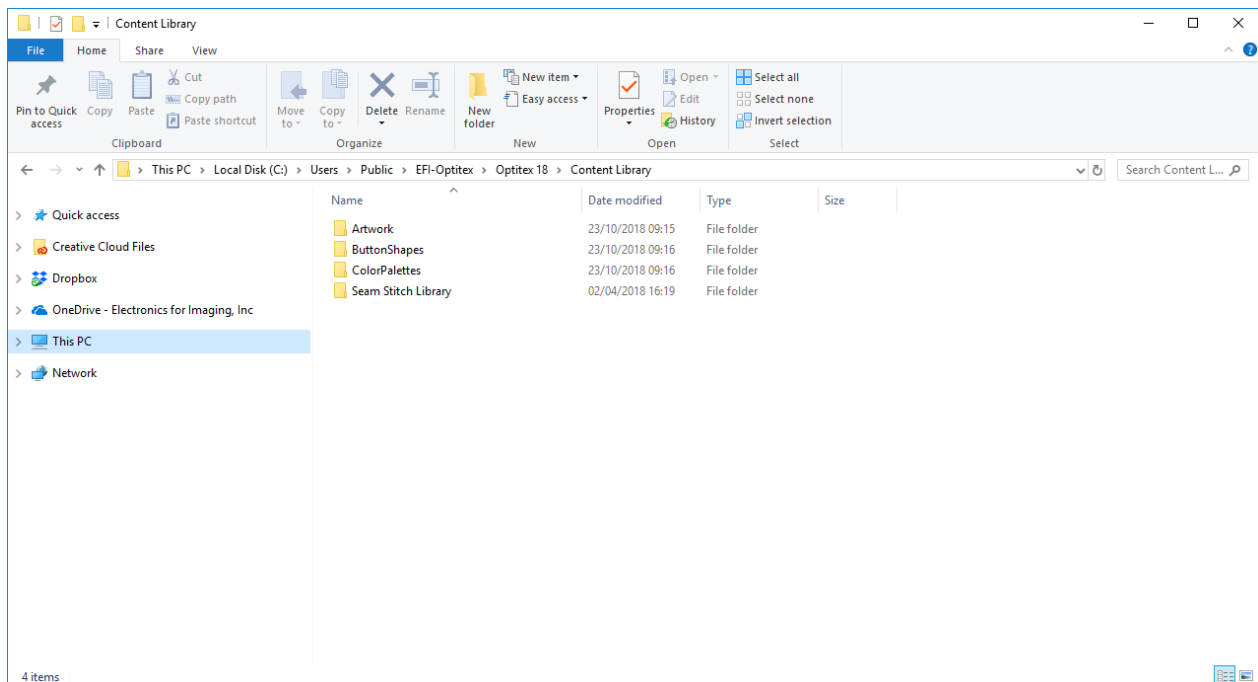 Content Library
File Home Share View
Pin to Quick access
Copy
Paste
Cut
Copy path
Paste shortcut
Clipboard
Move to
Copy to
Delete
Rename
Organize
New folder
New item
Easy access
New
Properties
Open
Edit
History
Open
Select all
Select none
Invert selection
Select
This PC > Local Disk (C:) > Users > Public > EFI-Optitex > Optitex 18 > Content Library
Search Content L...
Quick access
Creative Cloud Files
Dropbox
OneDrive - Electronics for Imaging, Inc
This PC
Network
Name Date modified Type Size
Artwork 23/10/2018 09:15 File folder
ButtonShapes 23/10/2018 09:16 File folder
ColorPalettes 23/10/2018 09:16 File folder
Seam Stitch Library 02/04/2018 16:19 File folder
4 items